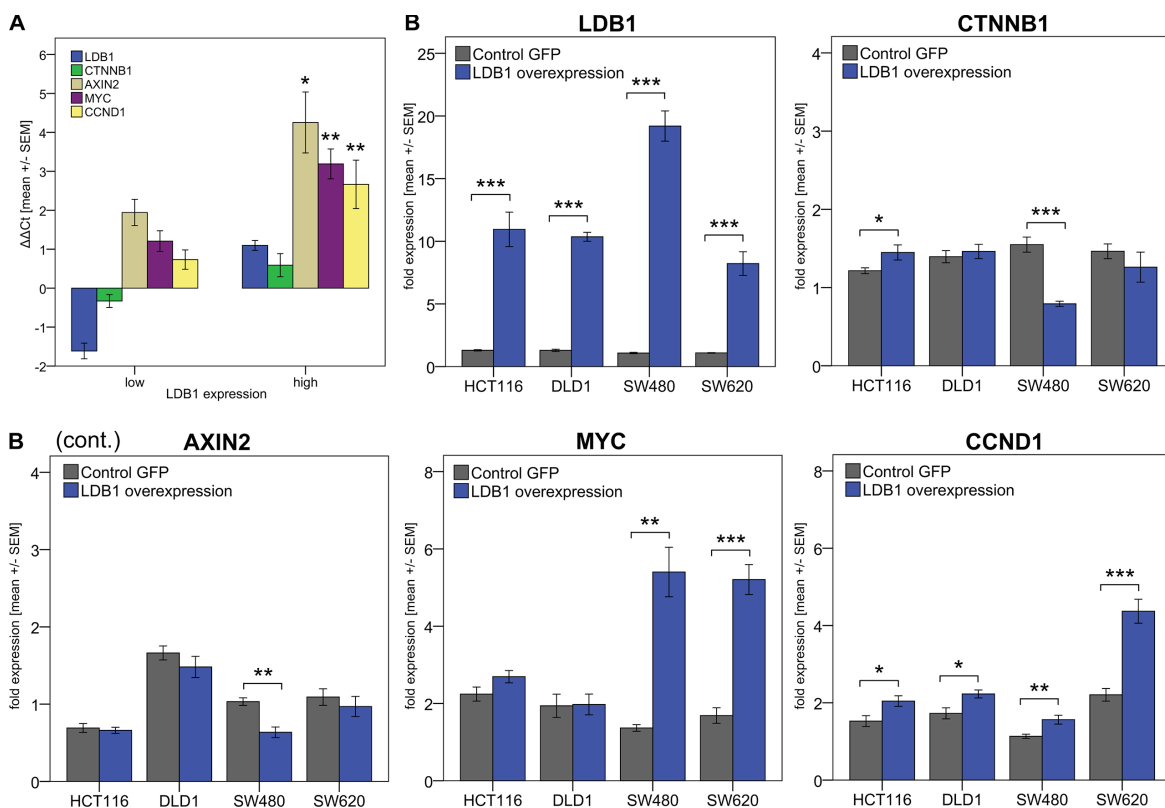 A
ΔΔCt [mean +/- SEM]
6
5
4
3
2
1
0
-1
-2
LDB1
CTNNB1
AXIN2
MYC
CCND1
*
**
**
low
high
LDB1 expression
B
LDB1
fold expression [mean +/- SEM]
25
20
15
10
5
0
Control GFP
LDB1 overexpression
***
***
***
***
HCT116 DLD1 SW480 SW620
CTNNB1
fold expression [mean +/- SEM]
4
3
2
1
0
Control GFP
LDB1 overexpression
*
***
HCT116 DLD1 SW480 SW620
B (cont.)
AXIN2
fold expression [mean +/- SEM]
4
3
2
1
0
Control GFP
LDB1 overexpression
**
HCT116 DLD1 SW480 SW620
MYC
fold expression [mean +/- SEM]
8
6
4
2
0
Control GFP
LDB1 overexpression
**
***
HCT116 DLD1 SW480 SW620
CCND1
fold expression [mean +/- SEM]
8
6
4
2
0
Control GFP
LDB1 overexpression
*
*
**
***
HCT116 DLD1 SW480 SW620